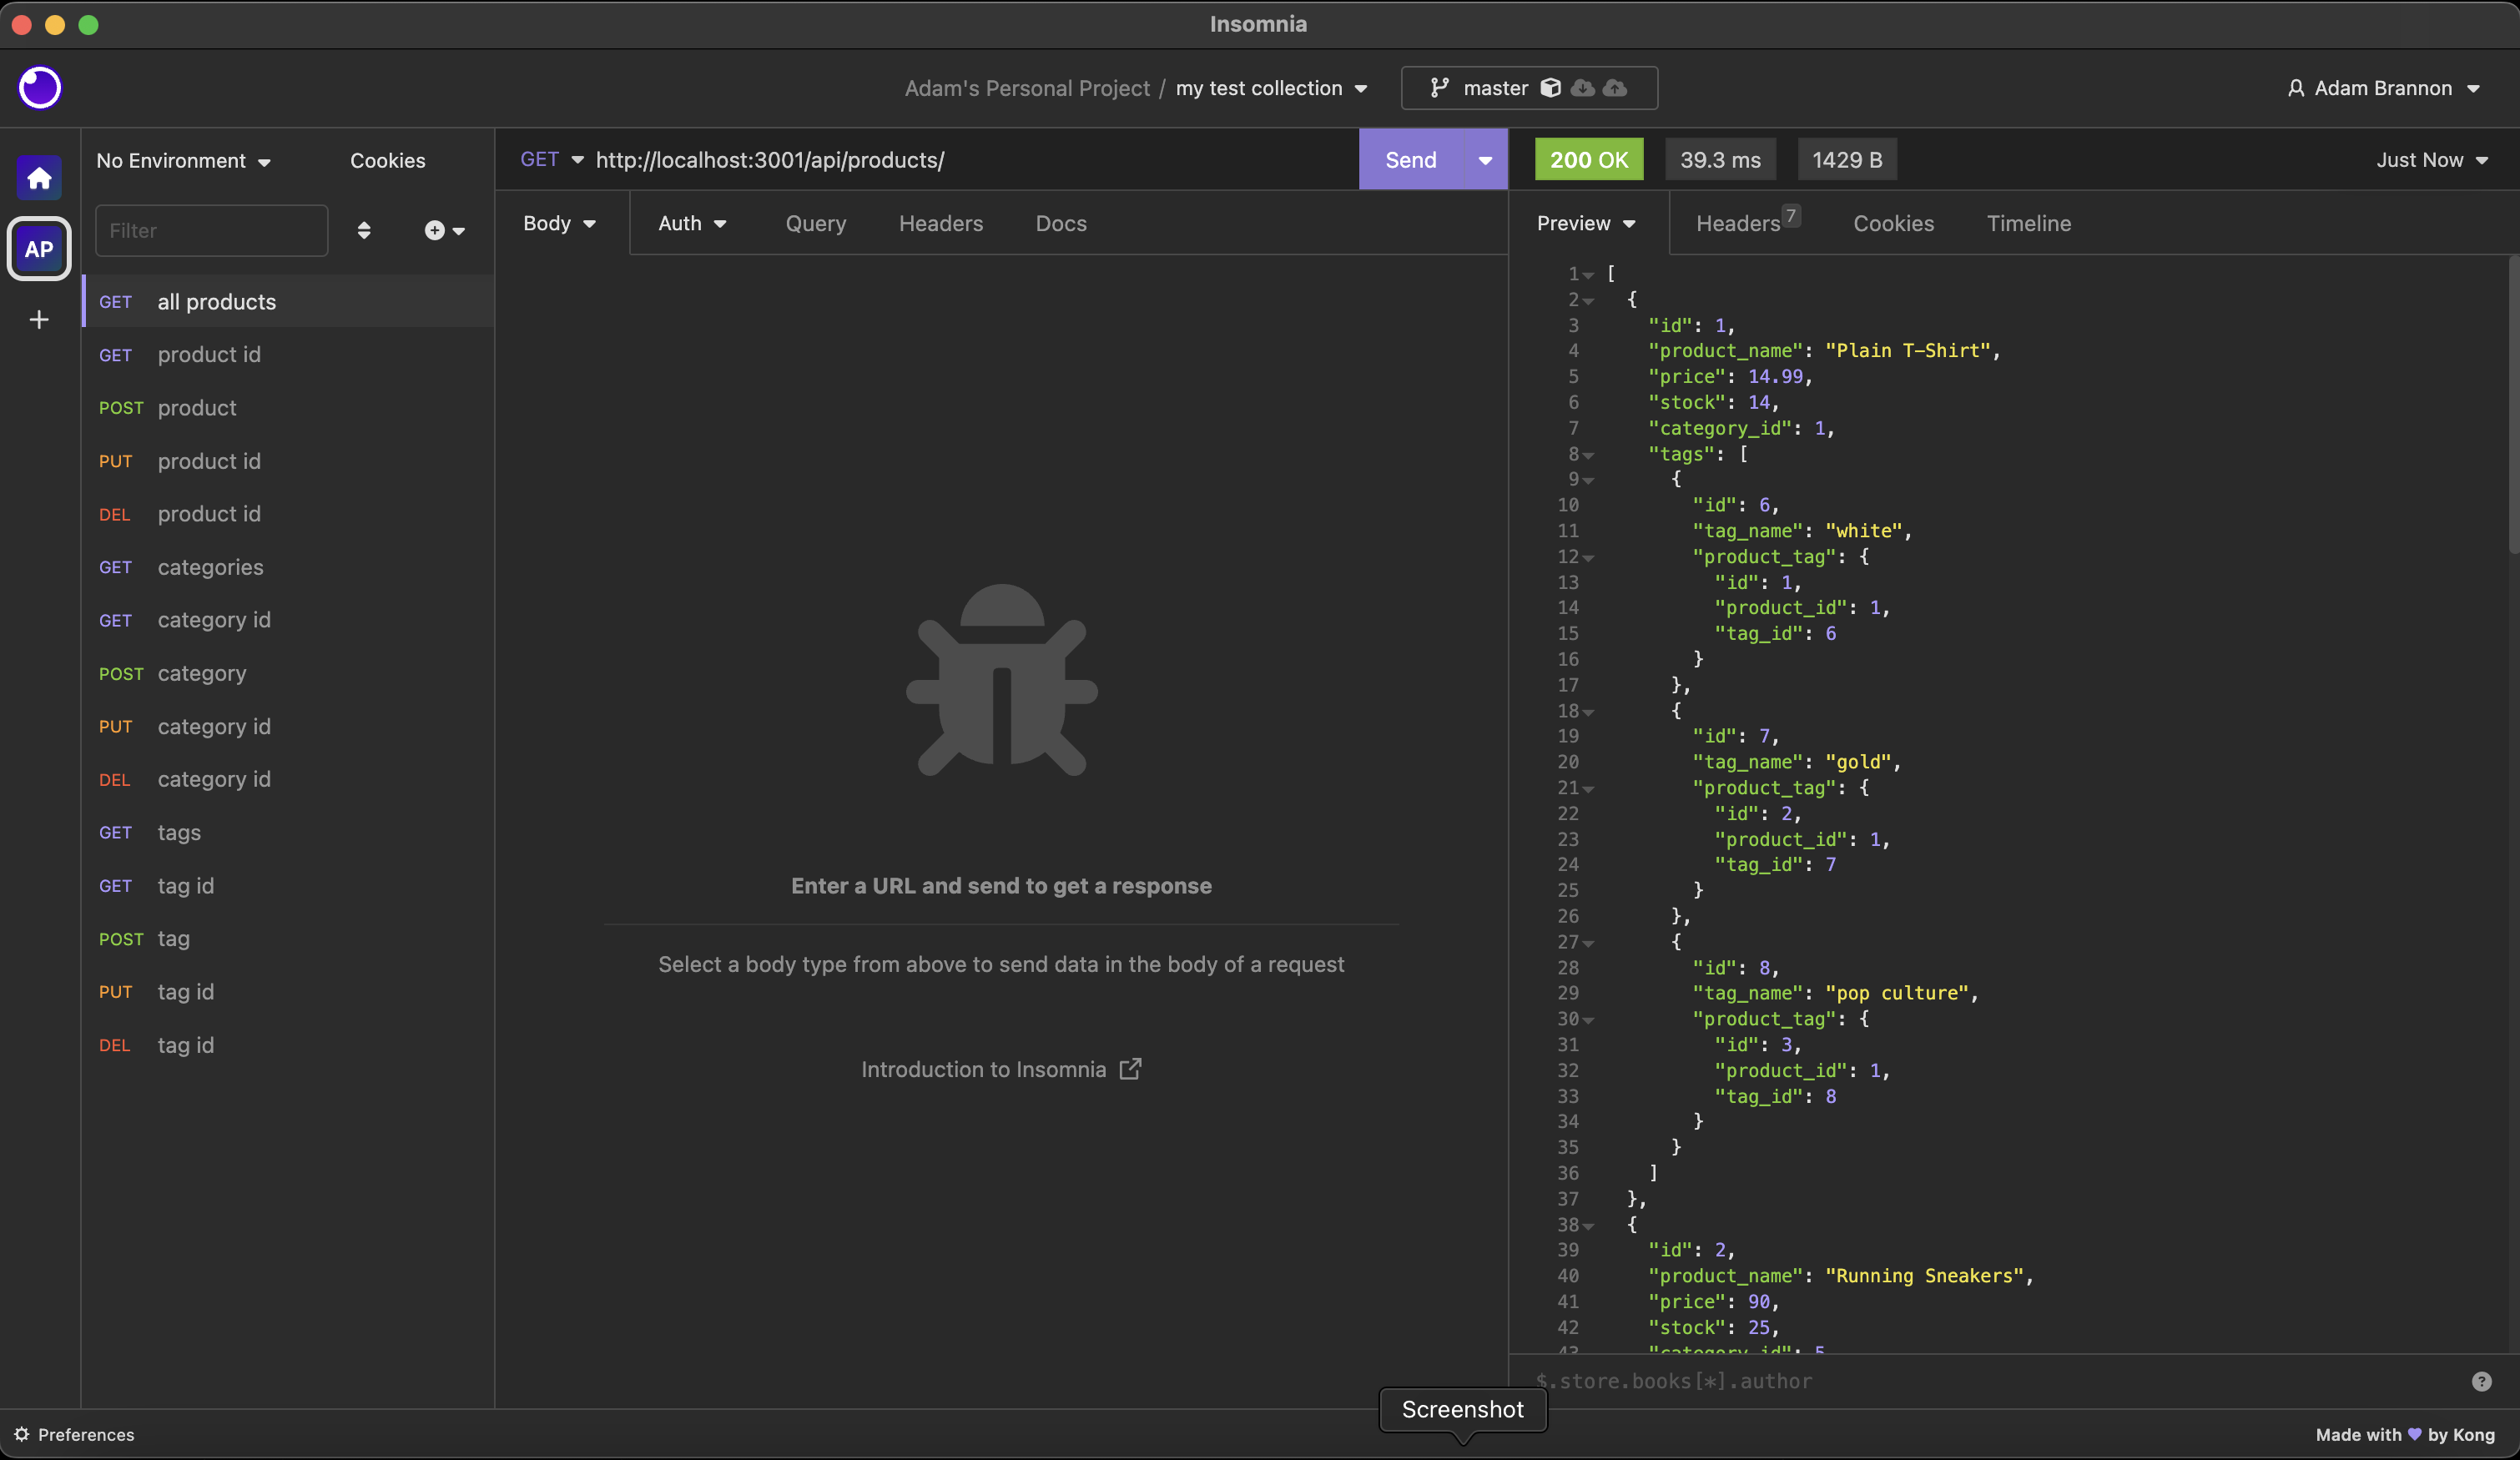 Insomnia
Adam's Personal Project / my test collection
master
Adam Brannon
AP
No Environment
Cookies
Filter
GET all products
GET product id
POST product
PUT product id
DEL product id
GET categories
GET category id
POST category
PUT category id
DEL category id
GET tags
GET tag id
POST tag
PUT tag id
DEL tag id
GET http://localhost:3001/api/products/
Send
Body
Auth
Query
Headers
Docs
Enter a URL and send to get a response
Select a body type from above to send data in the body of a request
Introduction to Insomnia
200 OK
39.3 ms
1429 B
Just Now
Preview
Headers 7
Cookies
Timeline
1 [
2 {
3 "id": 1,
4 "product_name": "Plain T-Shirt",
5 "price": 14.99,
6 "stock": 14,
7 "category_id": 1,
8 "tags": [
9 {
10 "id": 6,
11 "tag_name": "white",
12 "product_tag": {
13 "id": 1,
14 "product_id": 1,
15 "tag_id": 6
16 }
17 },
18 {
19 "id": 7,
20 "tag_name": "gold",
21 "product_tag": {
22 "id": 2,
23 "product_id": 1,
24 "tag_id": 7
25 }
26 },
27 {
28 "id": 8,
29 "tag_name": "pop culture",
30 "product_tag": {
31 "id": 3,
32 "product_id": 1,
33 "tag_id": 8
34 }
35 }
36 ]
37 },
38 {
39 "id": 2,
40 "product_name": "Running Sneakers",
41 "price": 90,
42 "stock": 25,
43 "category_id": 5
$.store.books[*].author
?
Screenshot
Preferences
Made with 💜 by Kong